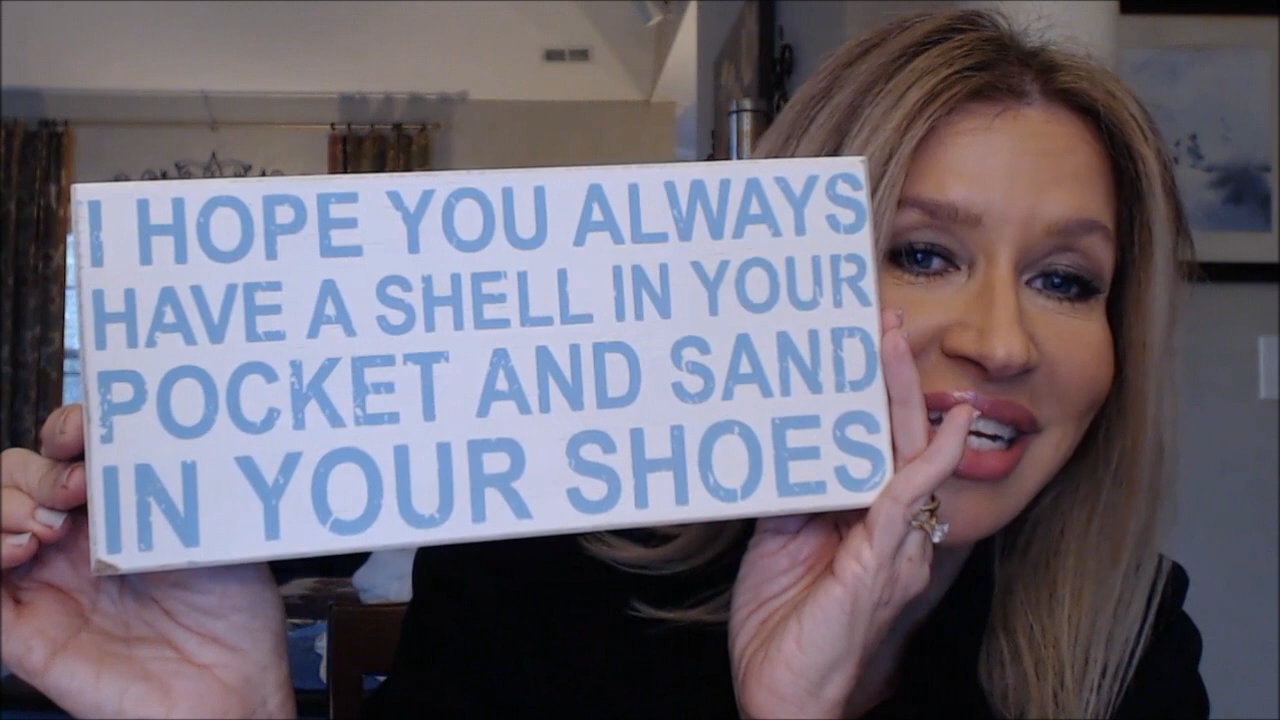 I HOPE YOU ALWAYS
HAVE A SHELL IN YOUR
POCKET AND SAND
IN YOUR SHOES